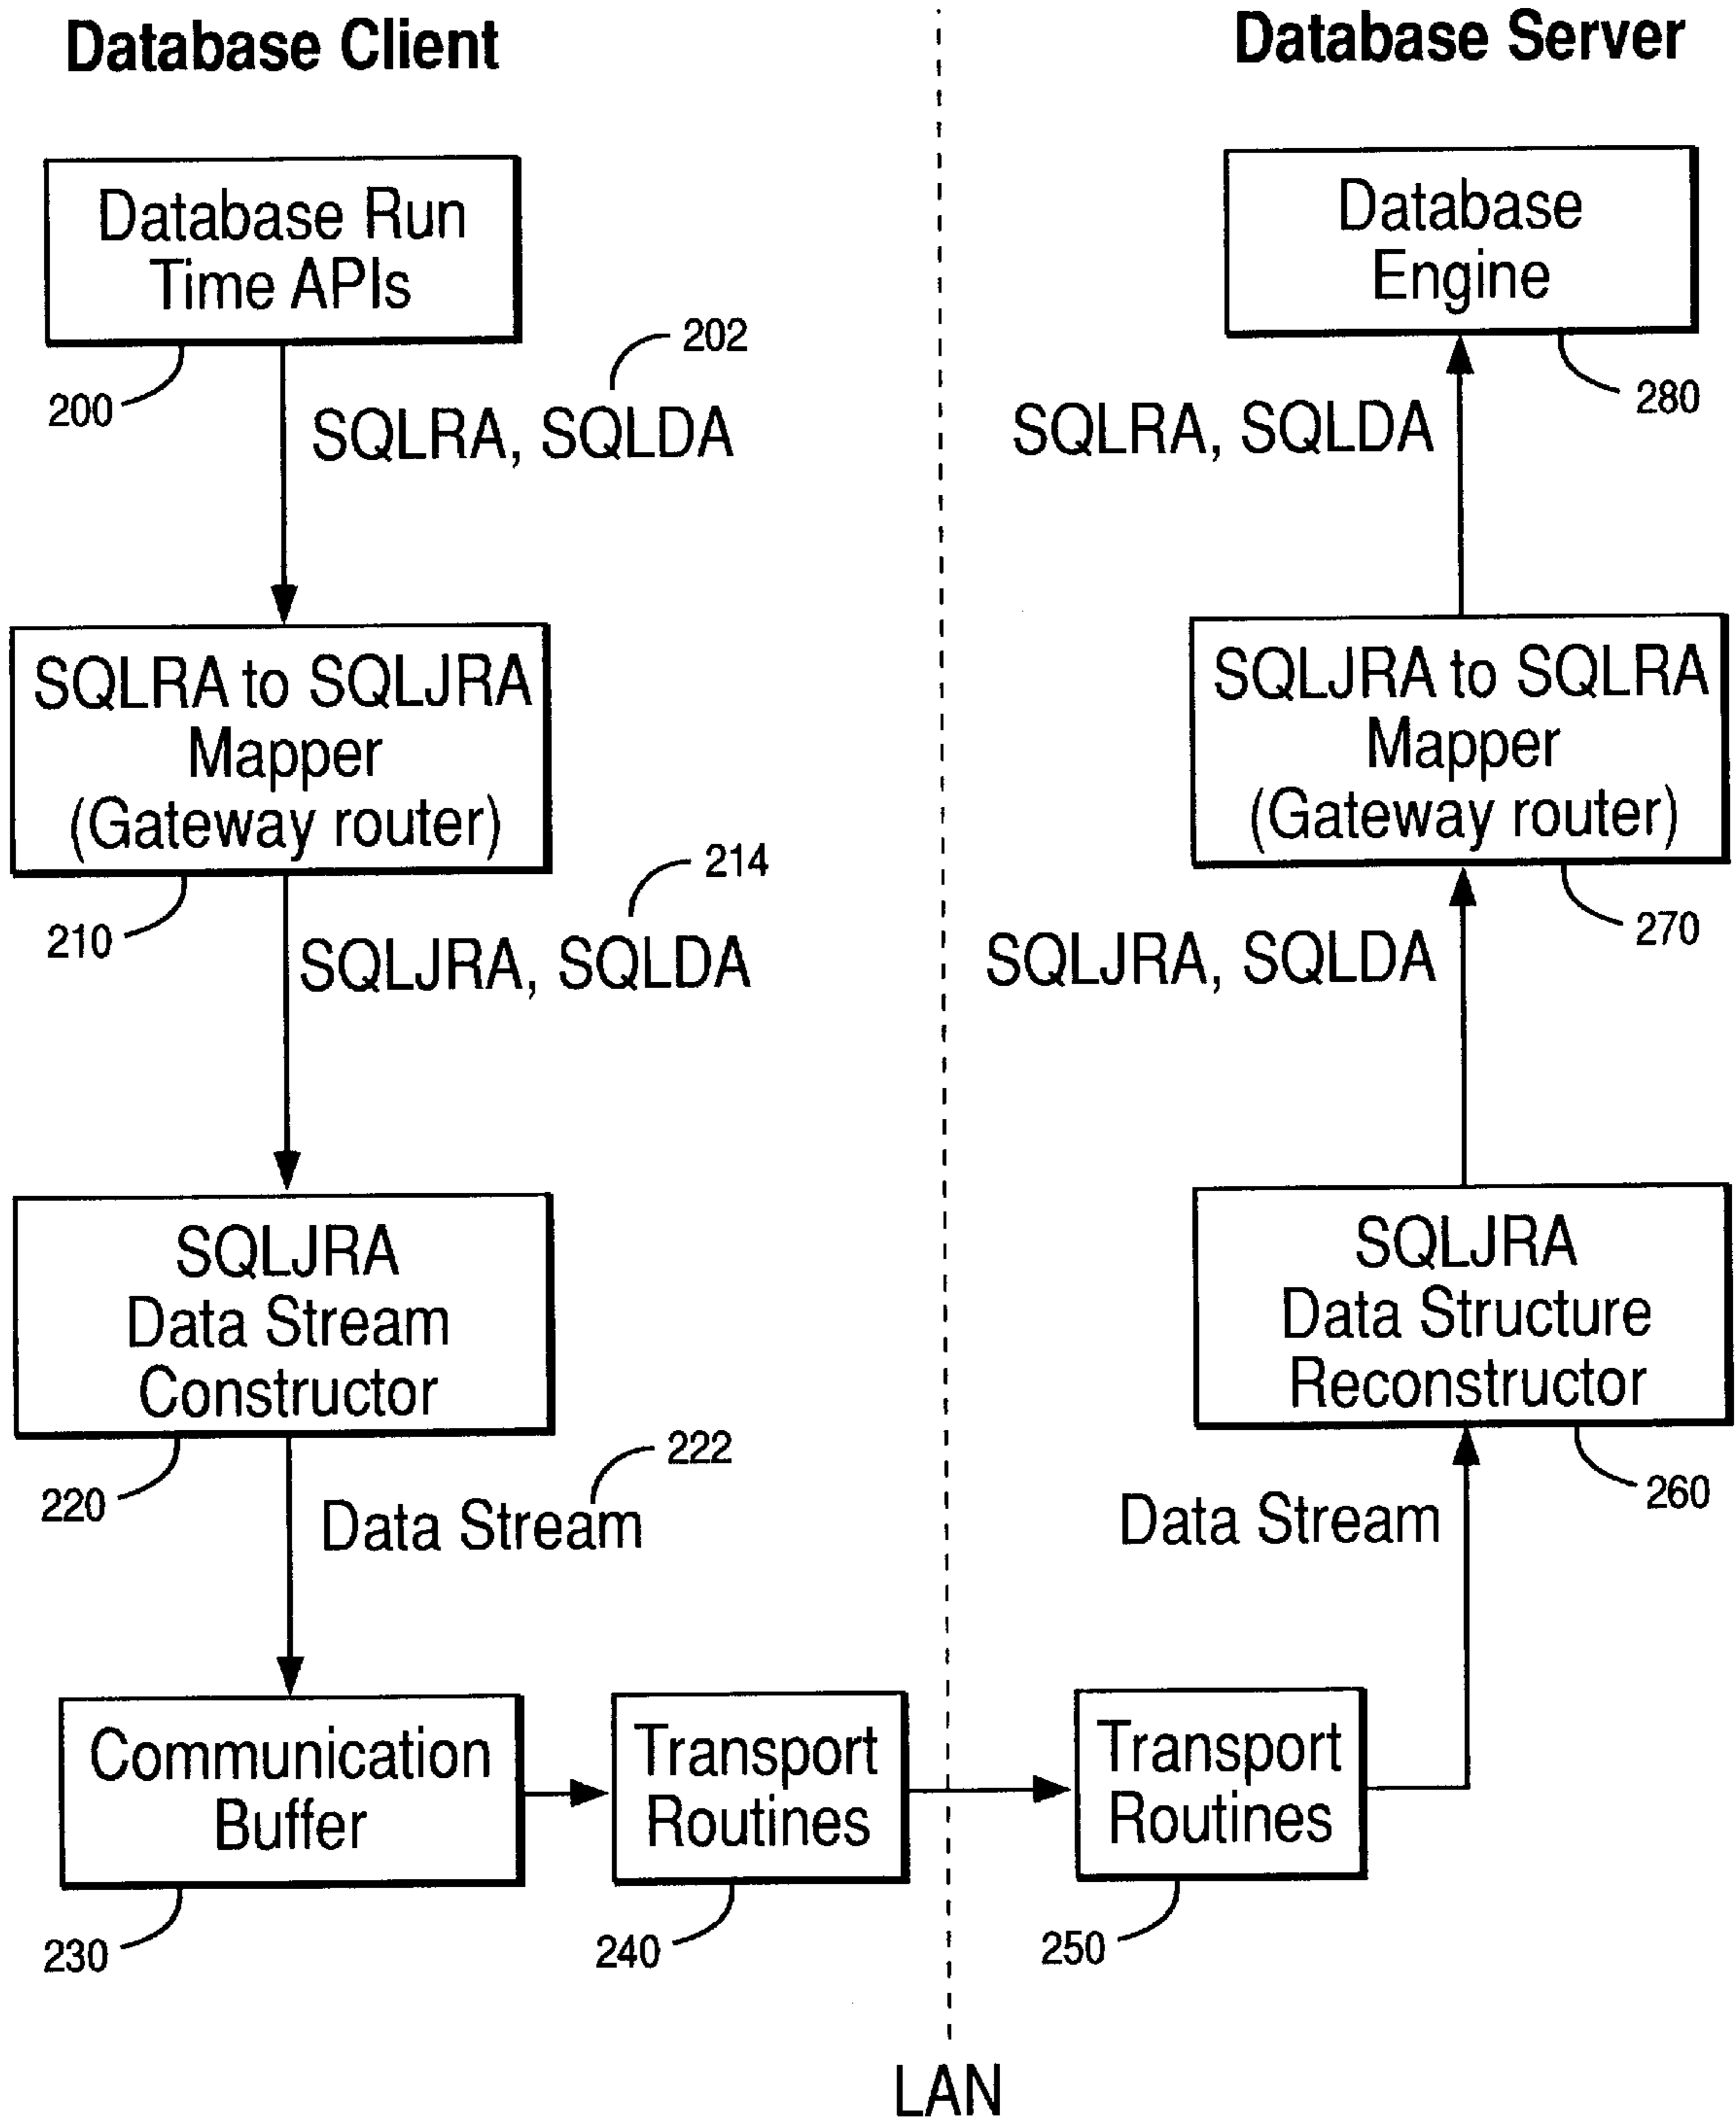 Database Client
Database Run
Time APIs
200
202
SQLRA, SQLDA
SQLRA to SQLJRA
Mapper
(Gateway router)
210
214
SQLJRA, SQLDA
SQLJRA
Data Stream
Constructor
220
222
Data Stream
Communication
Buffer
230
Transport
Routines
240
LAN
Database Server
Database
Engine
280
SQLRA, SQLDA
SQLJRA to SQLRA
Mapper
(Gateway router)
270
SQLJRA, SQLDA
SQLJRA
Data Structure
Reconstructor
260
Data Stream
Transport
Routines
250